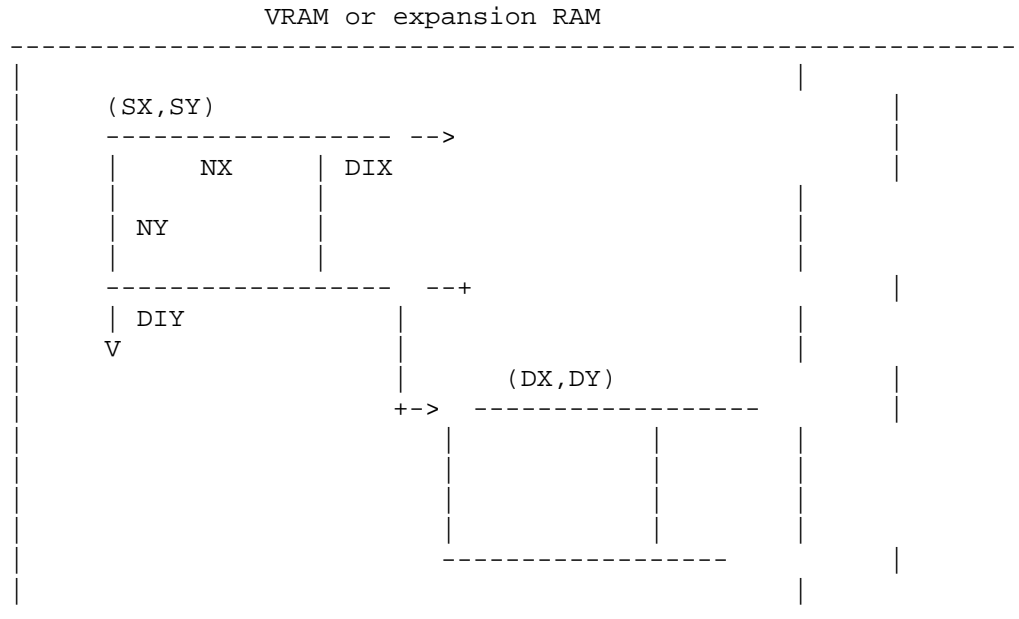 VRAM or expansion RAM
(SX,SY)
NX DIX
NY
DIY
V
(DX,DY)